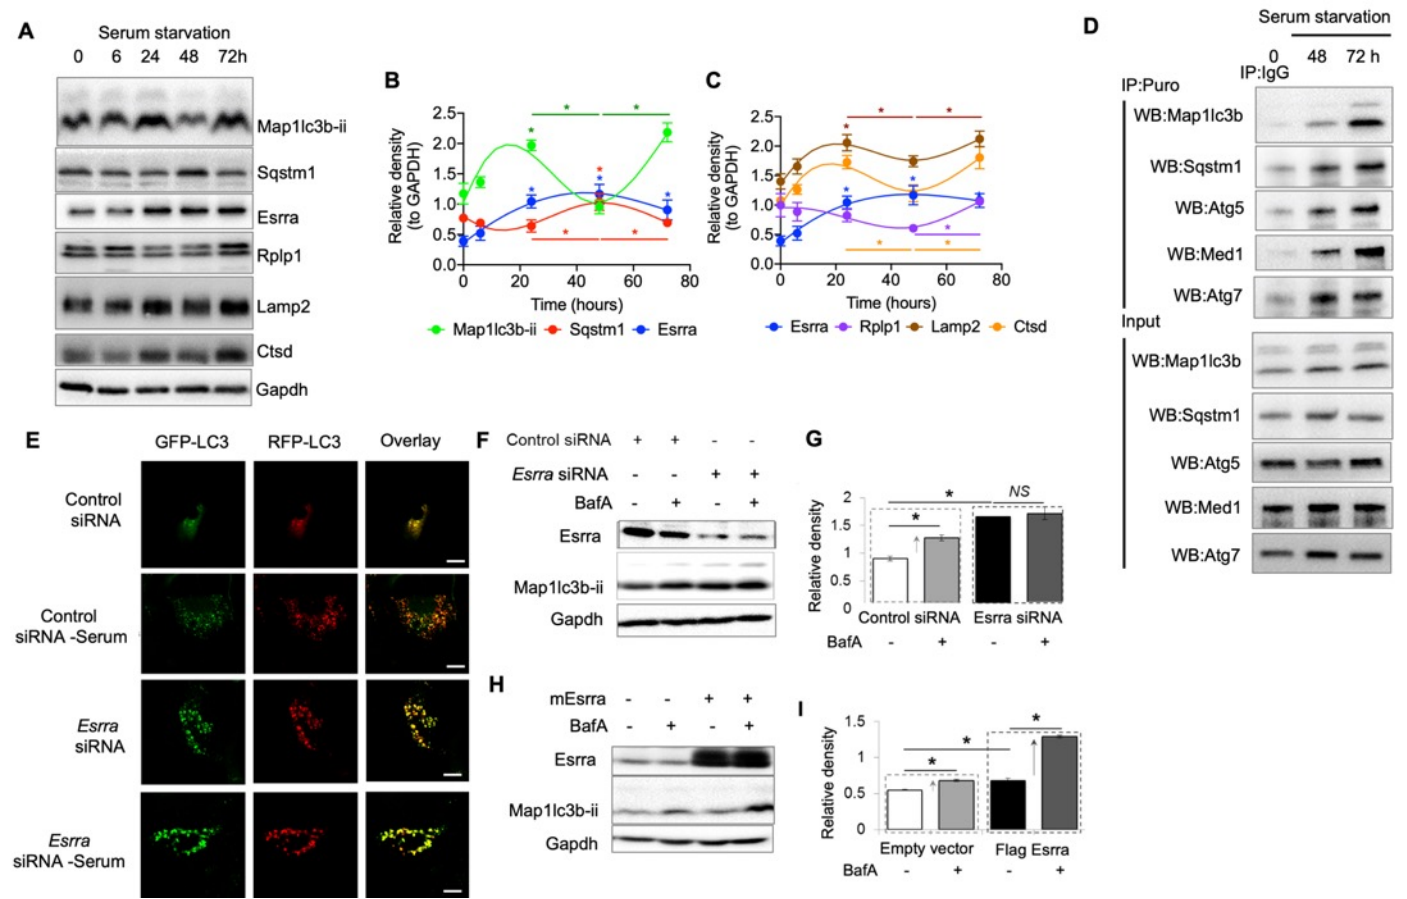 A
Serum starvation
0 6 24 48 72h
Map1lc3b-ii
Sqstm1
Esrra
Rplp1
Lamp2
Ctsd
Gapdh
B
Relative density
(to GAPDH)
2.5
2.0
1.5
1.0
0.5
0.0
0 20 40 60 80
Time (hours)
* * * * * * * * *
Map1lc3b-ii Sqstm1 Esrra
C
Relative density
(to GAPDH)
2.5
2.0
1.5
1.0
0.5
0.0
0 20 40 60 80
Time (hours)
Esrra Rplp1 Lamp2 Ctsd
D
Serum starvation
0 48 72 h
IP:IgG
IP:Puro
WB:Map1lc3b
WB:Sqstm1
WB:Atg5
WB:Med1
WB:Atg7
Input
WB:Map1lc3b
WB:Sqstm1
WB:Atg5
WB:Med1
WB:Atg7
E
GFP-LC3 RFP-LC3 Overlay
Control
siRNA
Control
siRNA -Serum
Esrra
siRNA
Esrra
siRNA -Serum
F
Control siRNA + + - -
Esrra siRNA - - + +
BafA - + - +
Esrra
Map1lc3b-ii
Gapdh
G
Relative density
2
1.5
1
0.5
0
* * NS
Control siRNA Esrra siRNA
BafA - + - +
H
mEsrra - - + +
BafA - + - +
Esrra
Map1lc3b-ii
Gapdh
I
Relative density
1.5
1
0.5
0
* * *
Empty vector Flag Esrra
BafA - + - +